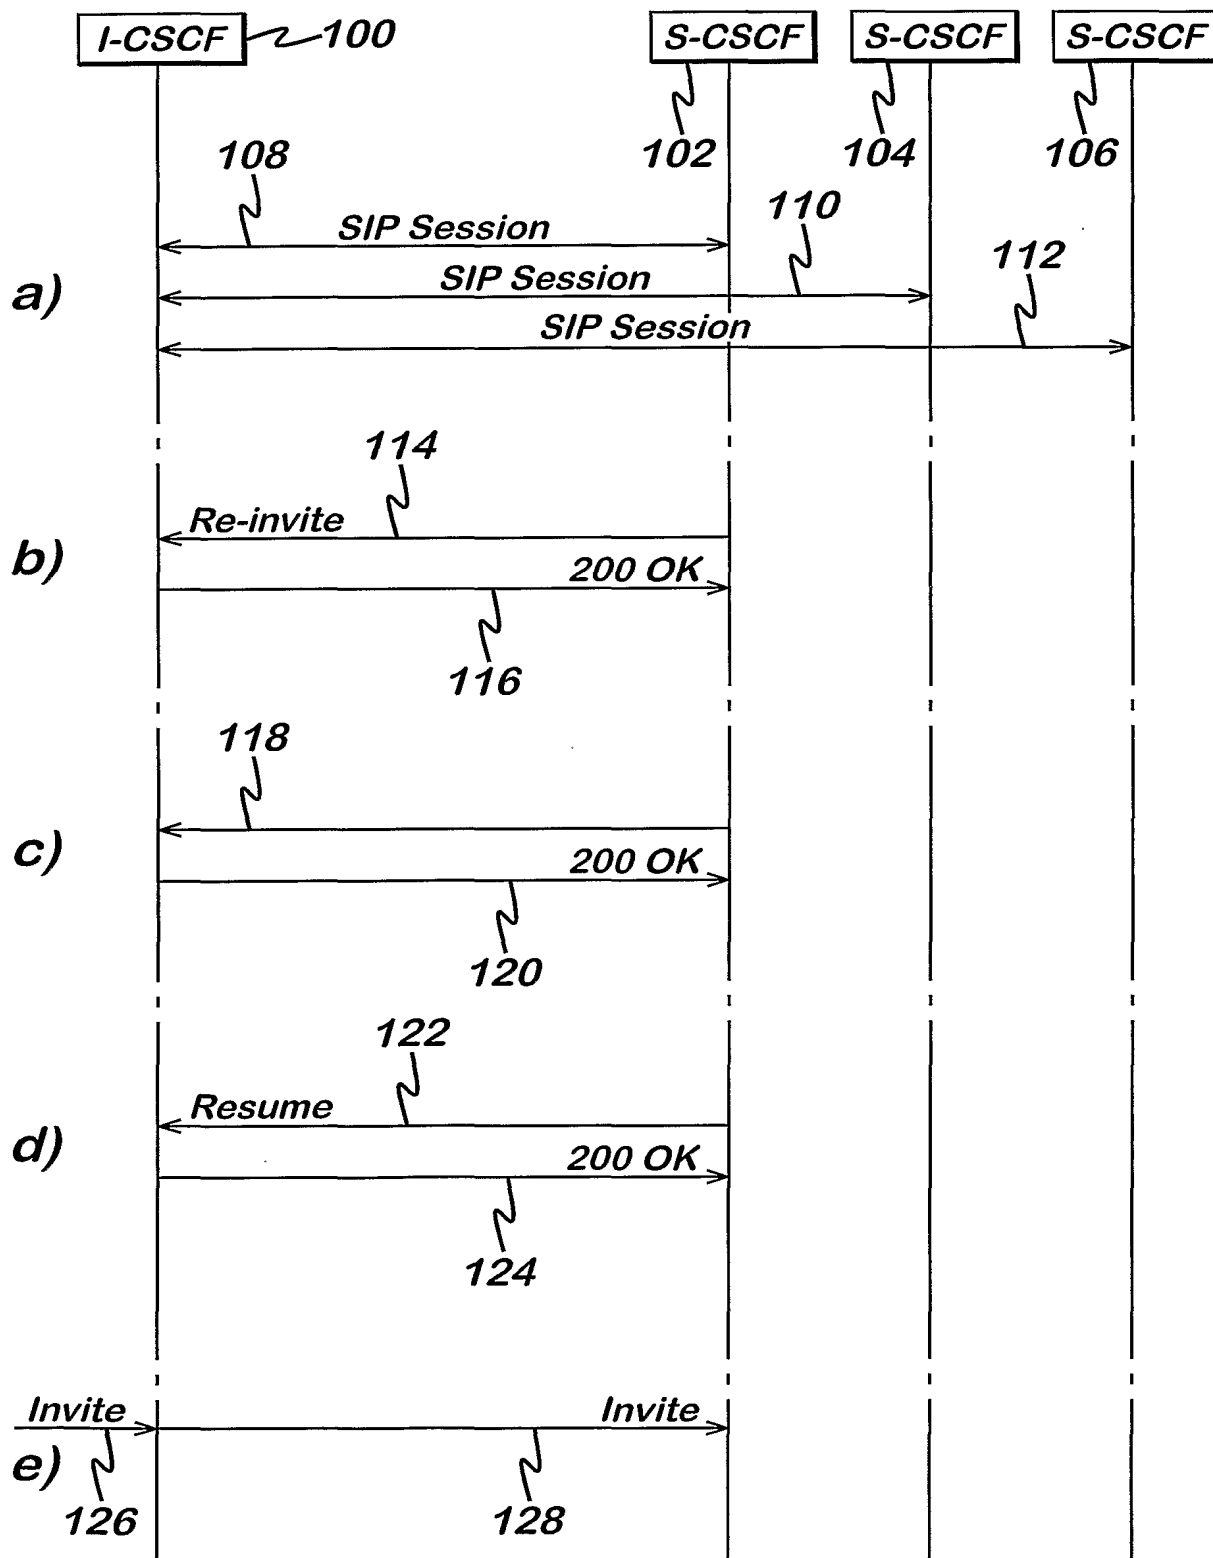 I-CSCF 100 S-CSCF S-CSCF S-CSCF
102 104 106
108
110
SIP Session
112
a) SIP Session
SIP Session
114
Re-invite
b) 200 OK
116
118
c) 200 OK
120
122
Resume
d) 200 OK
124
Invite Invite
e)
126 128